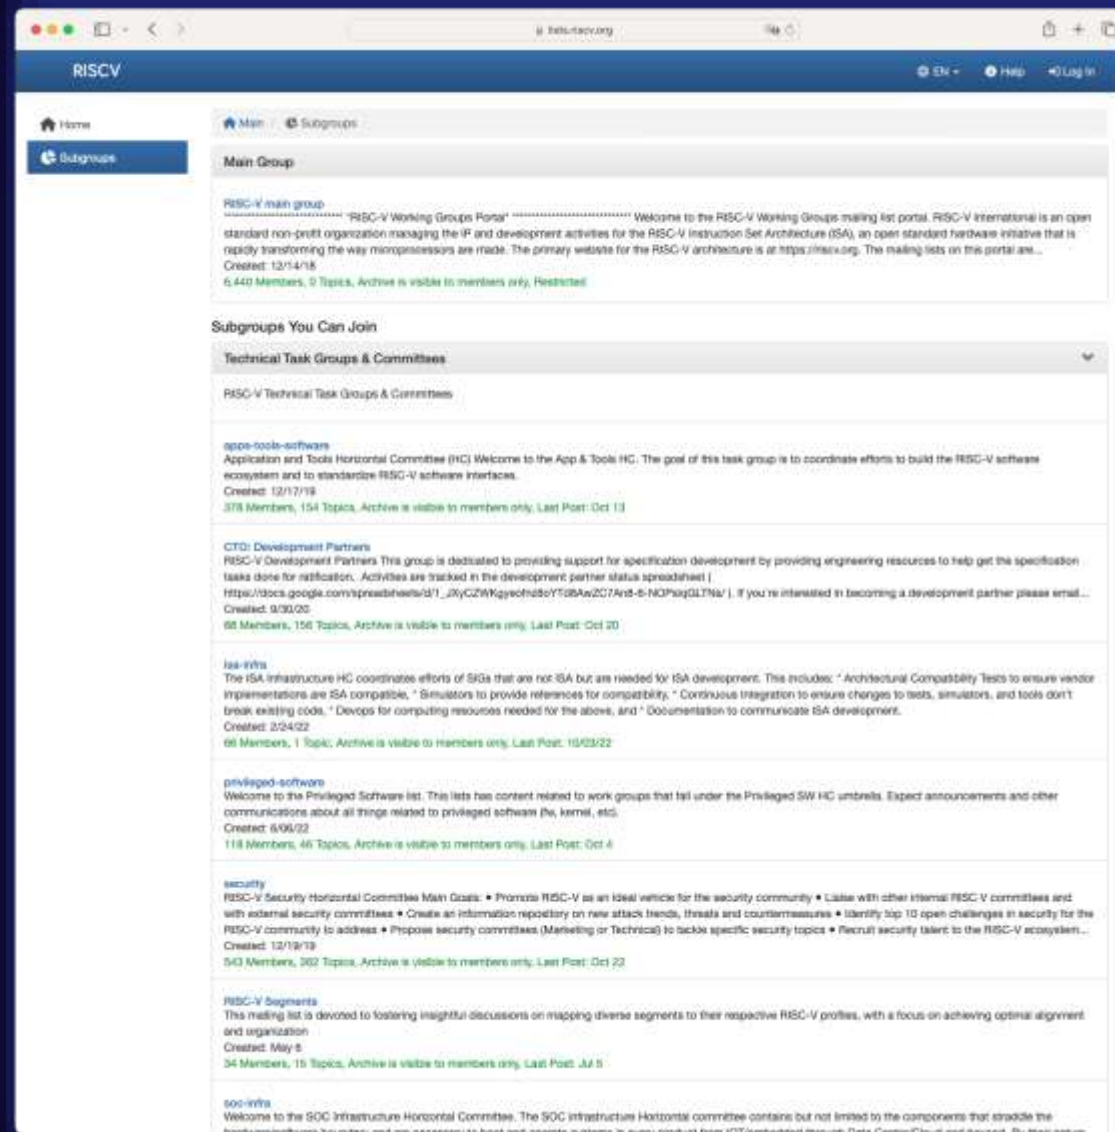 lists.riscv.org
RISCV
EN
Help
Log In
Home
Subgroups
Main / Subgroups
Main Group
RISC-V main group
"RISC-V Working Groups Portal" Welcome to the RISC-V Working Groups mailing list portal. RISC-V International is an open
standard non-profit organization managing the IP and development activities for the RISC-V Instruction Set Architecture (ISA), an open standard hardware initiative that is
rapidly transforming the way microprocessors are made. The primary website for the RISC-V architecture is at https://riscv.org. The mailing lists on this portal are...
Created: 12/14/18
6,440 Members, 0 Topics, Archive is visible to members only, Restricted
Subgroups You Can Join
Technical Task Groups & Committees
RISC-V Technical Task Groups & Committees
apps-tools-software
Application and Tools Horizontal Committee (HC) Welcome to the App & Tools HC. The goal of this task group is to coordinate efforts to build the RISC-V software
ecosystem and to standardize RISC-V software interfaces.
Created: 12/17/19
378 Members, 154 Topics, Archive is visible to members only, Last Post: Oct 13
CTO: Development Partners
RISC-V Development Partners This group is dedicated to providing support for specification development by providing engineering resources to help get the specification
tasks done for ratification. Activities are tracked in the development partner status spreadsheet (
If you're interested in becoming a development partner please email...
Created: 9/30/20
68 Members, 156 Topics, Archive is visible to members only, Last Post: Oct 20
isa-infra
The ISA Infrastructure HC coordinates efforts of SIGs that are not ISA but are needed for ISA development. This includes: * Architectural Compatibility Tests to ensure vendor
implementations are ISA compatible, * Simulators to provide references for compatibility, * Continuous Integration to ensure changes to tests, simulators, and tools don't
break existing code, * Devops for computing resources needed for the above, and * Documentation to communicate ISA development.
Created: 2/24/22
66 Members, 1 Topic, Archive is visible to members only, Last Post: 10/03/22
privileged-software
Welcome to the Privileged Software list. This lists has content related to work groups that fall under the Privileged SW HC umbrella. Expect announcements and other
communications about all things related to privileged software (fw, kernel, etc).
Created: 6/06/22
118 Members, 46 Topics, Archive is visible to members only, Last Post: Oct 4
security
RISC-V Security Horizontal Committee Main Goals: • Promote RISC-V as an ideal vehicle for the security community • Liaise with other internal RISC V committees and
with external security committees • Create an information repository on new attack trends, threats and countermeasures • Identify top 10 open challenges in security for the
RISC-V community to address • Propose security committees (Marketing or Technical) to tackle specific security topics • Recruit security talent to the RISC-V ecosystem...
Created: 12/19/19
543 Members, 362 Topics, Archive is visible to members only, Last Post: Oct 22
RISC-V Segments
This mailing list is devoted to fostering insightful discussions on mapping diverse segments to their respective RISC-V profiles, with a focus on achieving optimal alignment
and organization
Created: May 6
34 Members, 15 Topics, Archive is visible to members only, Last Post: Jul 5
soc-infra
Welcome to the SOC Infrastructure Horizontal Committee. The SOC infrastructure Horizontal committee contains but not limited to the components that straddle the